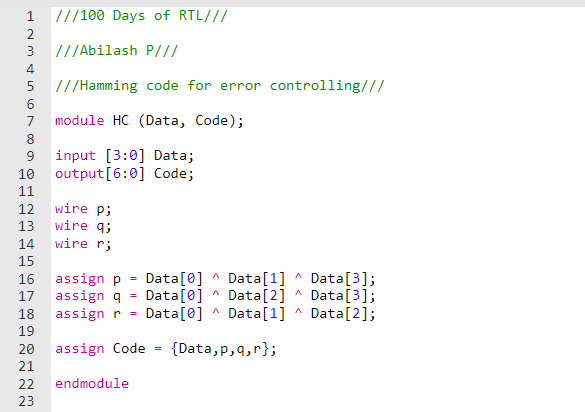 1 ///100 Days of RTL///
2
3 ///Abilash P///
4
5 ///Hamming code for error controlling///
6
7 module HC (Data, Code);
8
9 input [3:0] Data;
10 output[6:0] Code;
11
12 wire p;
13 wire q;
14 wire r;
15
16 assign p = Data[0] ^ Data[1] ^ Data[3];
17 assign q = Data[0] ^ Data[2] ^ Data[3];
18 assign r = Data[0] ^ Data[1] ^ Data[2];
19
20 assign Code = {Data,p,q,r};
21
22 endmodule
23